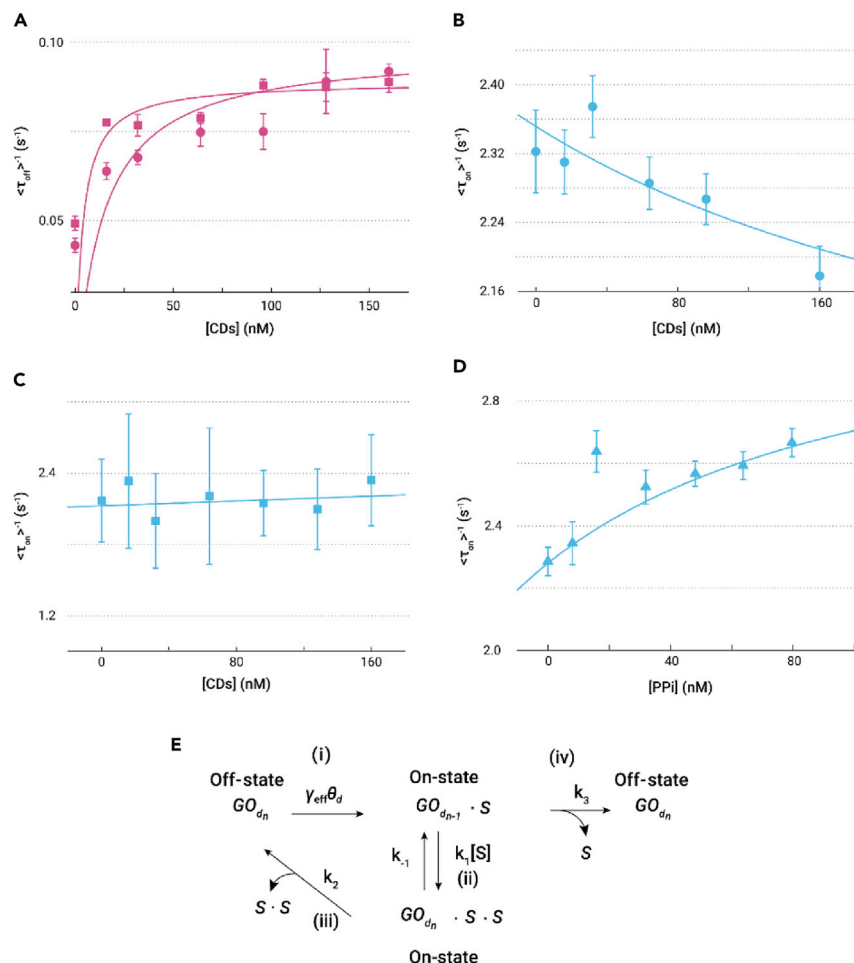 A
0.10
0.05
<τoff>⁻¹ (s⁻¹)
0
50
100
150
[CDs] (nM)
B
2.40
2.32
2.24
2.16
<τon>⁻¹ (s⁻¹)
0
80
160
[CDs] (nM)
C
2.4
1.2
<τon>⁻¹ (s⁻¹)
0
80
160
[CDs] (nM)
D
2.8
2.4
2.0
<τon>⁻¹ (s⁻¹)
0
40
80
[PPi] (nM)
E
(i)
(iv)
Off-state
On-state
Off-state
GOdn
γeffθd
GOdn-1 · S
k3
GOdn
S
k-1
k1[S]
(ii)
k2
S · S
(iii)
GOdn · S · S
On-state